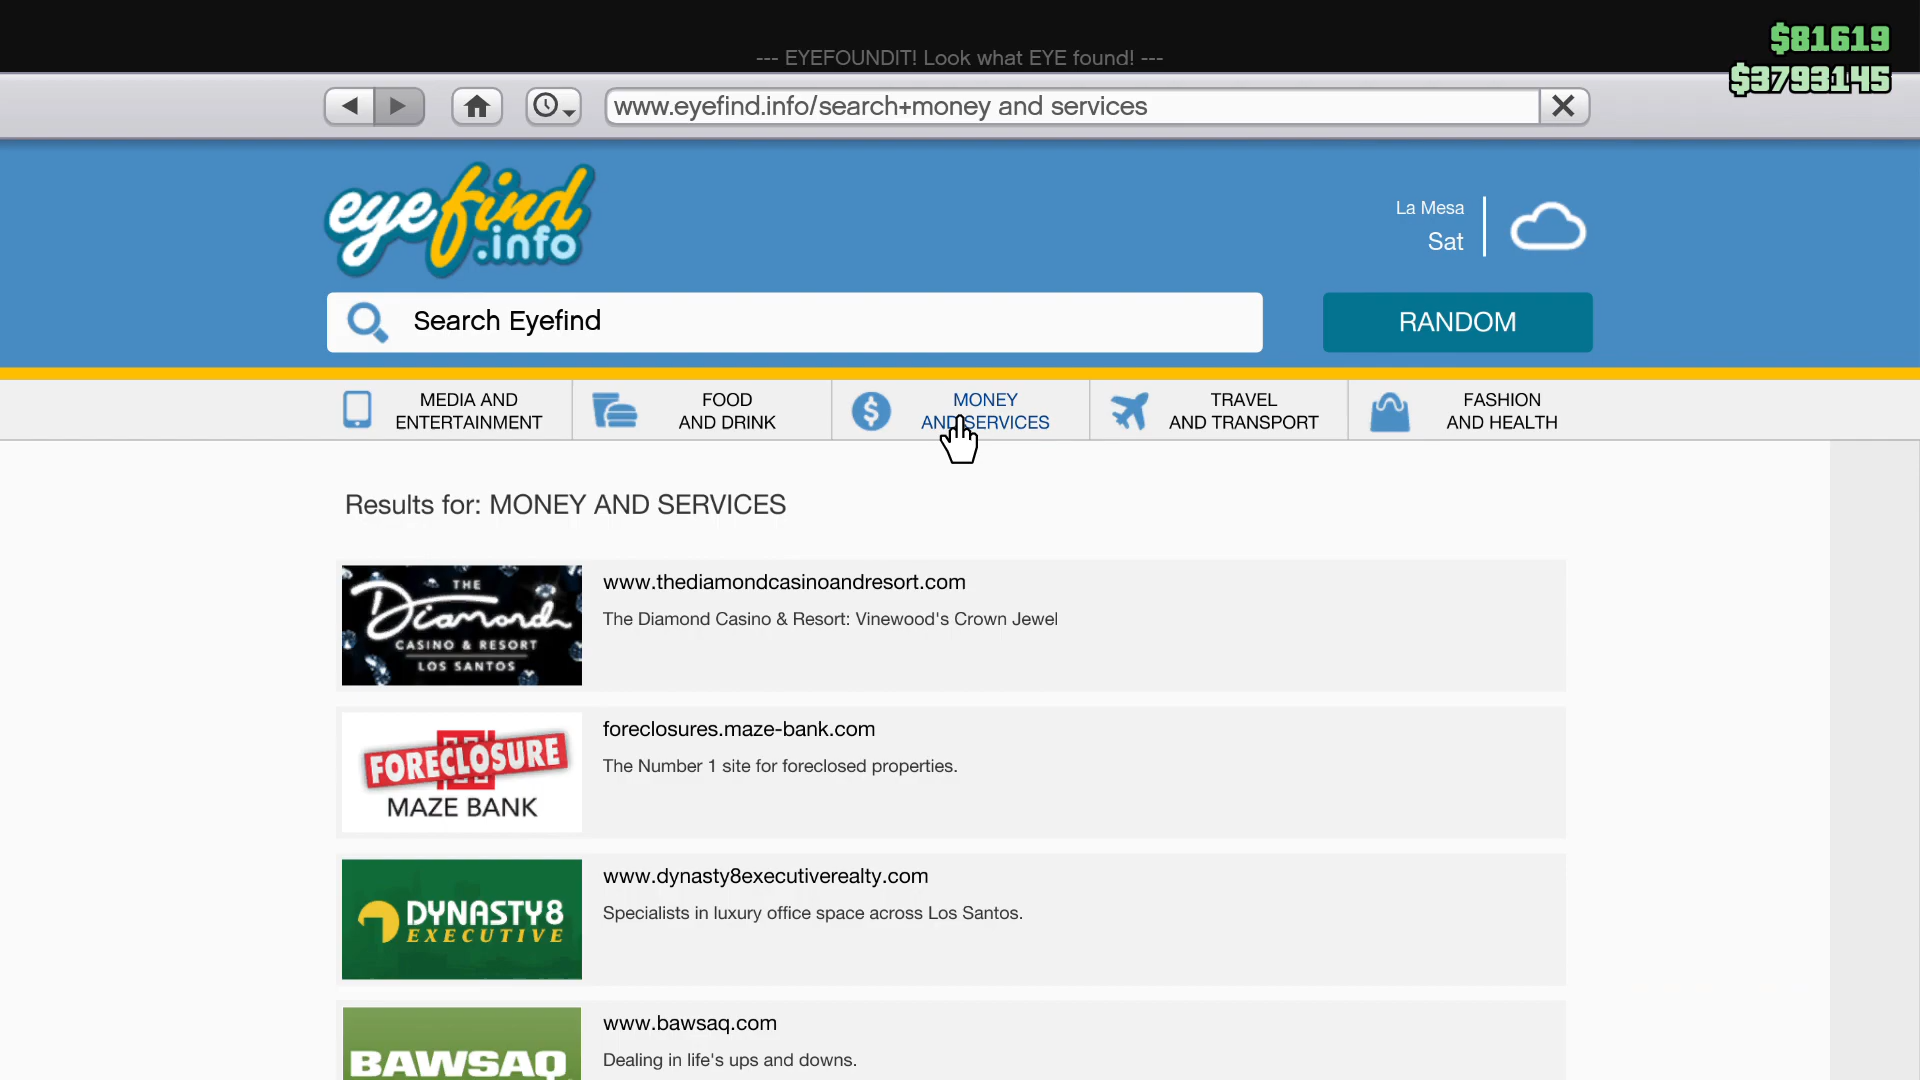 $81619
--- EYEFOUNDIT! Look what EYE found! ---
$3793145
www.eyefind.info/search+money and services
eyefind
.info
La Mesa
Sat
Search Eyefind
RANDOM
MEDIA AND
ENTERTAINMENT
FOOD
AND DRINK
MONEY
AND SERVICES
TRAVEL
AND TRANSPORT
FASHION
AND HEALTH
Results for: MONEY AND SERVICES
THE
Diamond
CASINO & RESORT
LOS SANTOS
www.thediamondcasinoandresort.com
The Diamond Casino & Resort: Vinewood's Crown Jewel
FORECLOSURE
MAZE BANK
foreclosures.maze-bank.com
The Number 1 site for foreclosed properties.
DYNASTY8
EXECUTIVE
www.dynasty8executiverealty.com
Specialists in luxury office space across Los Santos.
BAWSAQ
www.bawsaq.com
Dealing in life's ups and downs.